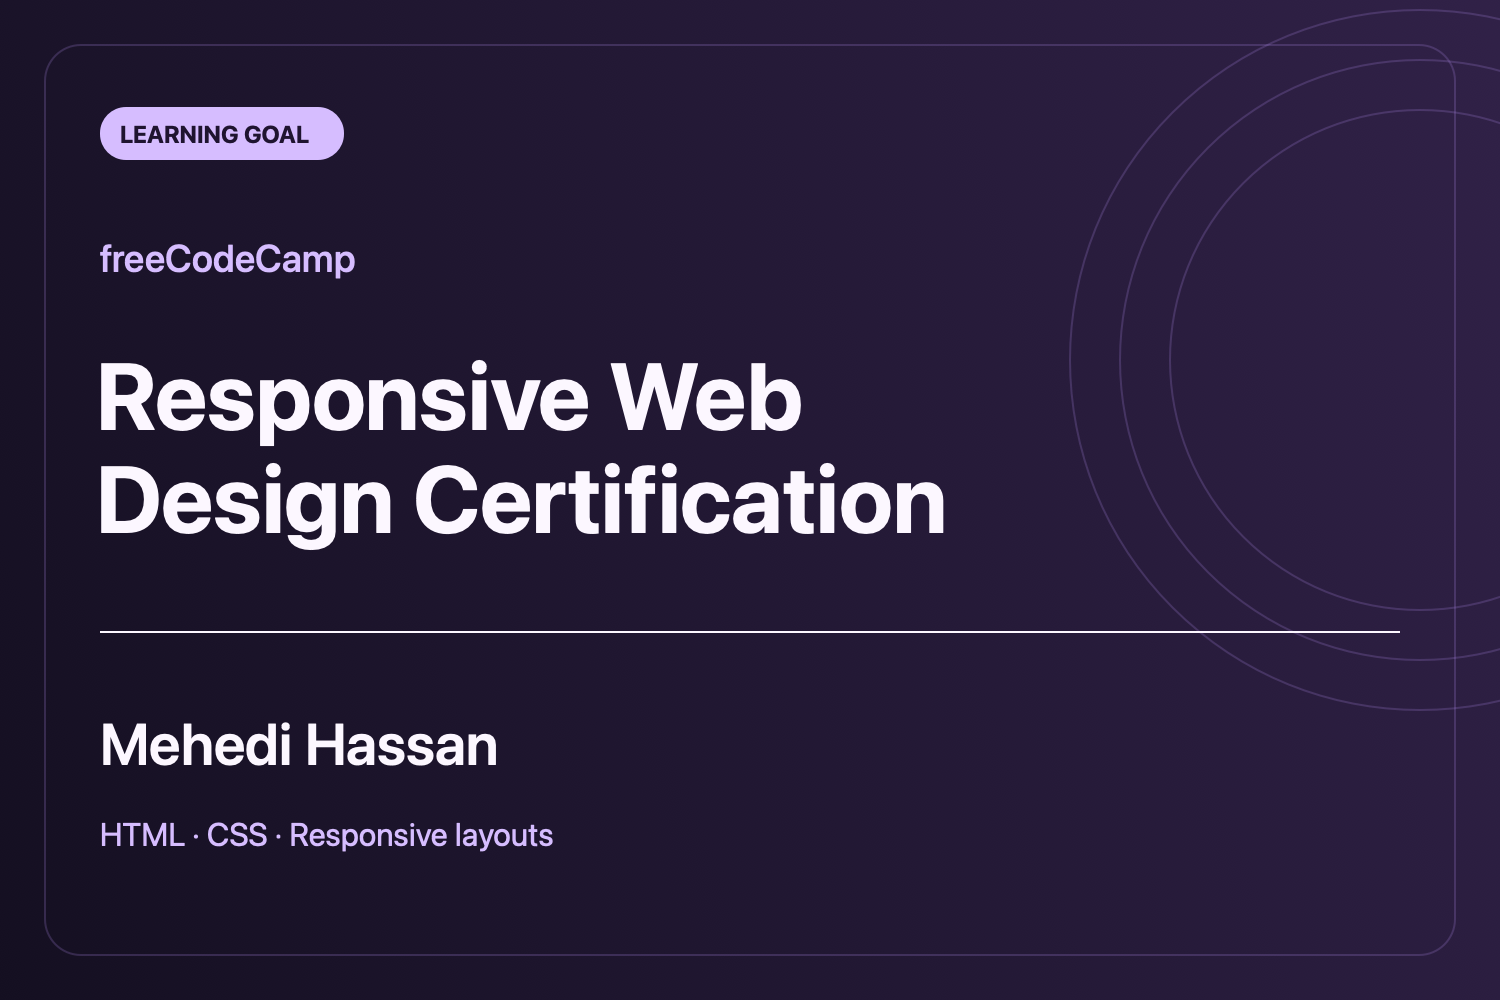 LEARNING GOAL
freeCodeCamp
Responsive Web
Design Certification
Mehedi Hassan
HTML · CSS · Responsive layouts